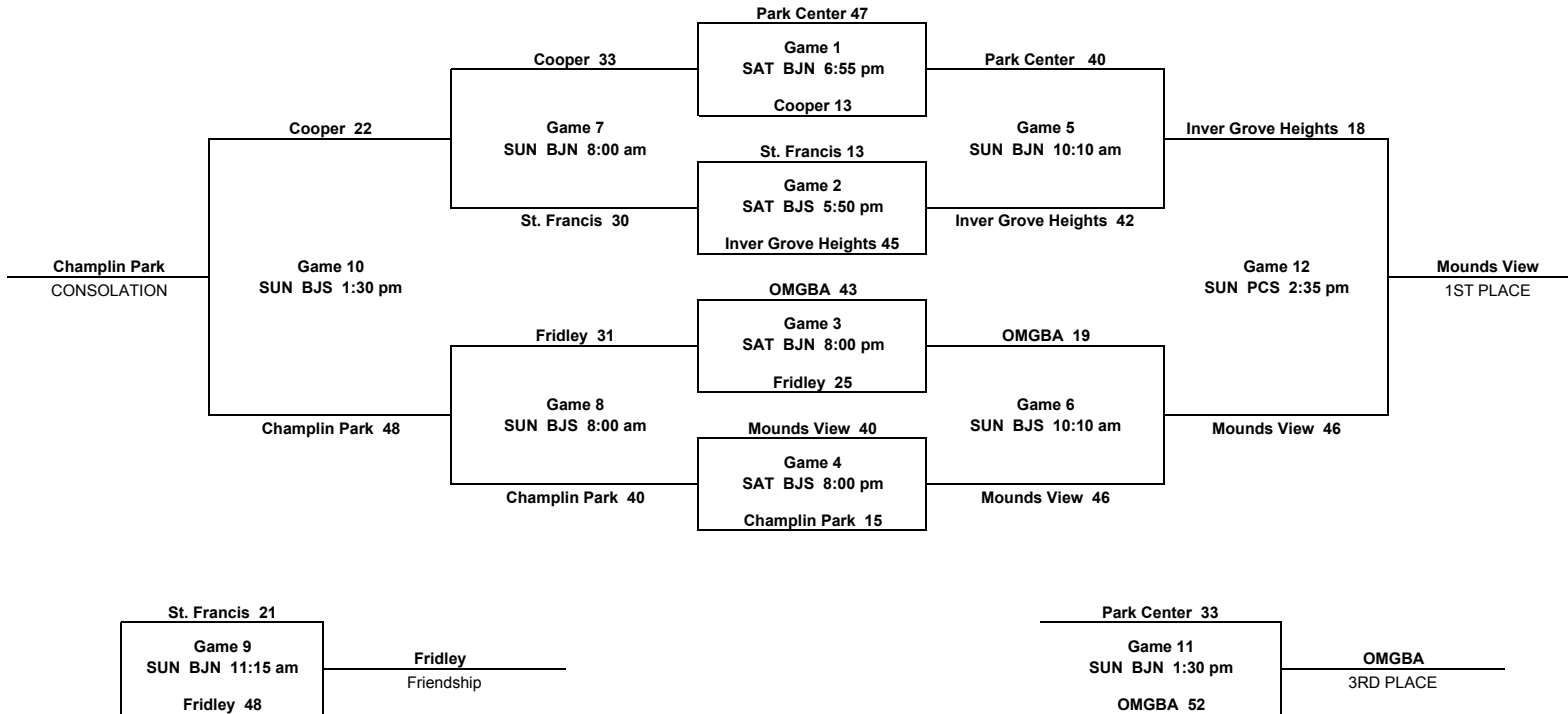 Park Center 47
Game 1
SAT BJN 6:55 pm
Cooper 13
Cooper 33
Park Center 40
Cooper 22
Game 7
SUN BJN 8:00 am
St. Francis 13
Game 5
SUN BJN 10:10 am
Inver Grove Heights 18
Game 2
SAT BJS 5:50 pm
St. Francis 30
Inver Grove Heights 42
Inver Grove Heights 45
Champlin Park
CONSOLATION
Game 10
SUN BJS 1:30 pm
Game 12
SUN PCS 2:35 pm
Mounds View
1ST PLACE
OMGBA 43
Game 3
SAT BJN 8:00 pm
Fridley 25
Fridley 31
OMGBA 19
Game 8
SUN BJS 8:00 am
Game 6
SUN BJS 10:10 am
Champlin Park 48
Mounds View 40
Mounds View 46
Game 4
SAT BJS 8:00 pm
Champlin Park 40
Mounds View 46
Champlin Park 15
St. Francis 21
Game 9
SUN BJN 11:15 am
Fridley 48
Fridley
Friendship
Park Center 33
Game 11
SUN BJN 1:30 pm
OMGBA 52
OMGBA
3RD PLACE